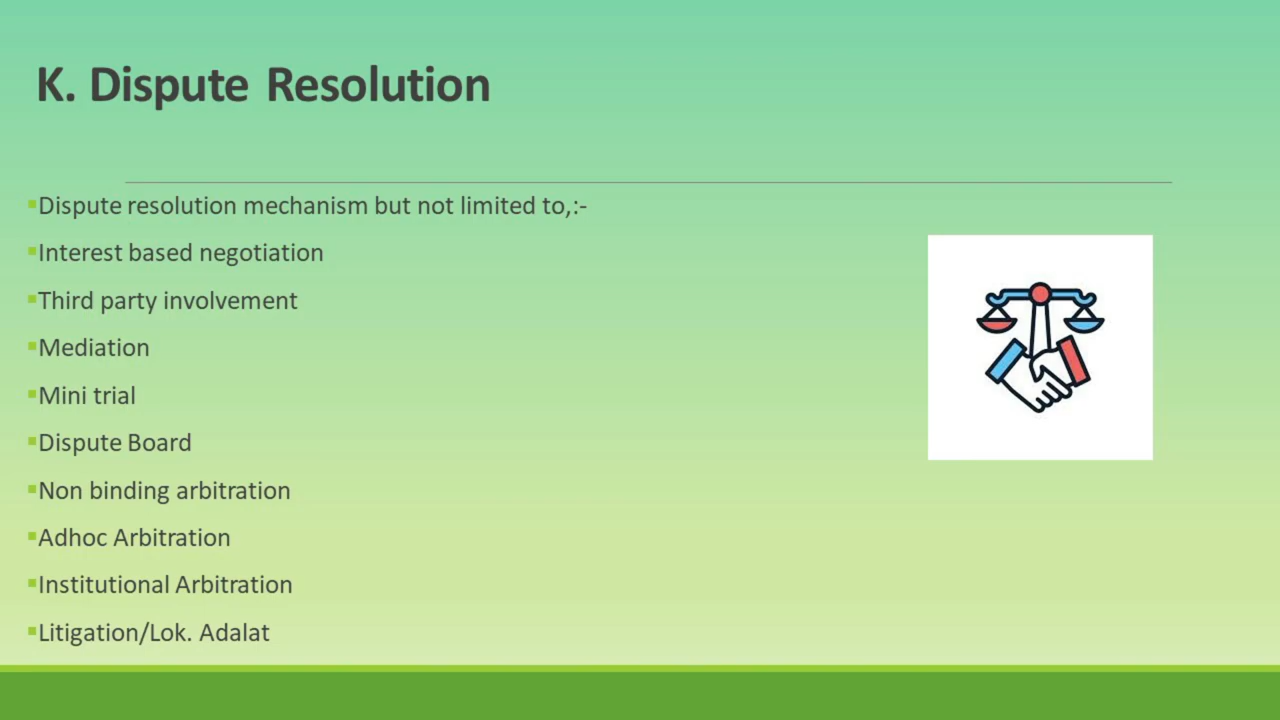 K. Dispute Resolution
▪Dispute resolution mechanism but not limited to,:-
▪Interest based negotiation
▪Third party involvement
▪Mediation
▪Mini trial
▪Dispute Board
▪Non binding arbitration
▪Adhoc Arbitration
▪Institutional Arbitration
▪Litigation/Lok. Adalat